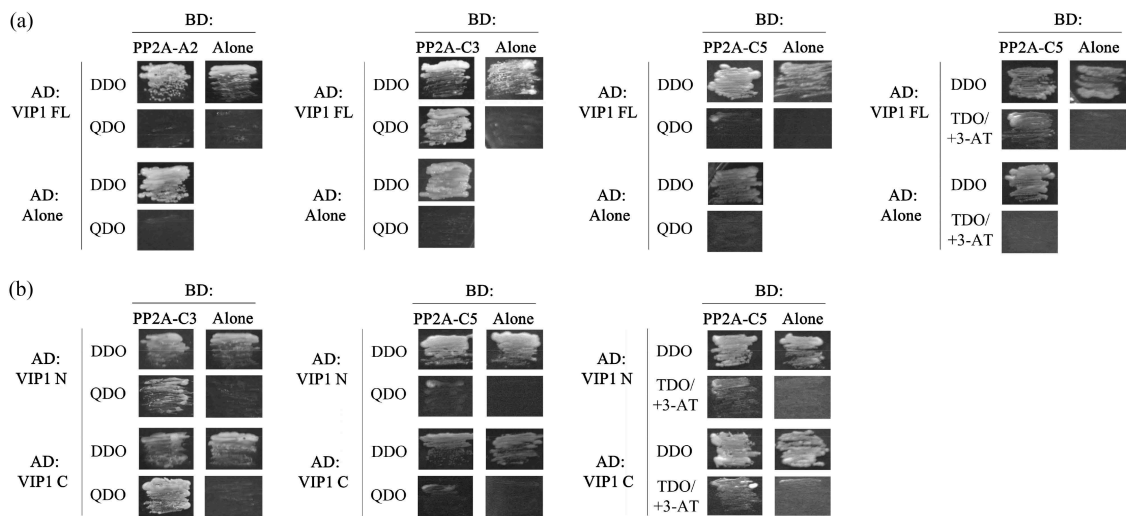 (a)
BD:
PP2A-A2 Alone
AD:
VIP1 FL
DDO
QDO
AD:
Alone
DDO
QDO
BD:
PP2A-C3 Alone
AD:
VIP1 FL
DDO
QDO
AD:
Alone
DDO
QDO
BD:
PP2A-C5 Alone
AD:
VIP1 FL
DDO
QDO
AD:
Alone
DDO
QDO
BD:
PP2A-C5 Alone
AD:
VIP1 FL
DDO
TDO/
+3-AT
AD:
Alone
DDO
TDO/
+3-AT
(b)
BD:
PP2A-C3 Alone
AD:
VIP1 N
DDO
QDO
AD:
VIP1 C
DDO
QDO
BD:
PP2A-C5 Alone
AD:
VIP1 N
DDO
QDO
AD:
VIP1 C
DDO
QDO
BD:
PP2A-C5 Alone
AD:
VIP1 N
DDO
TDO/
+3-AT
AD:
VIP1 C
DDO
TDO/
+3-AT